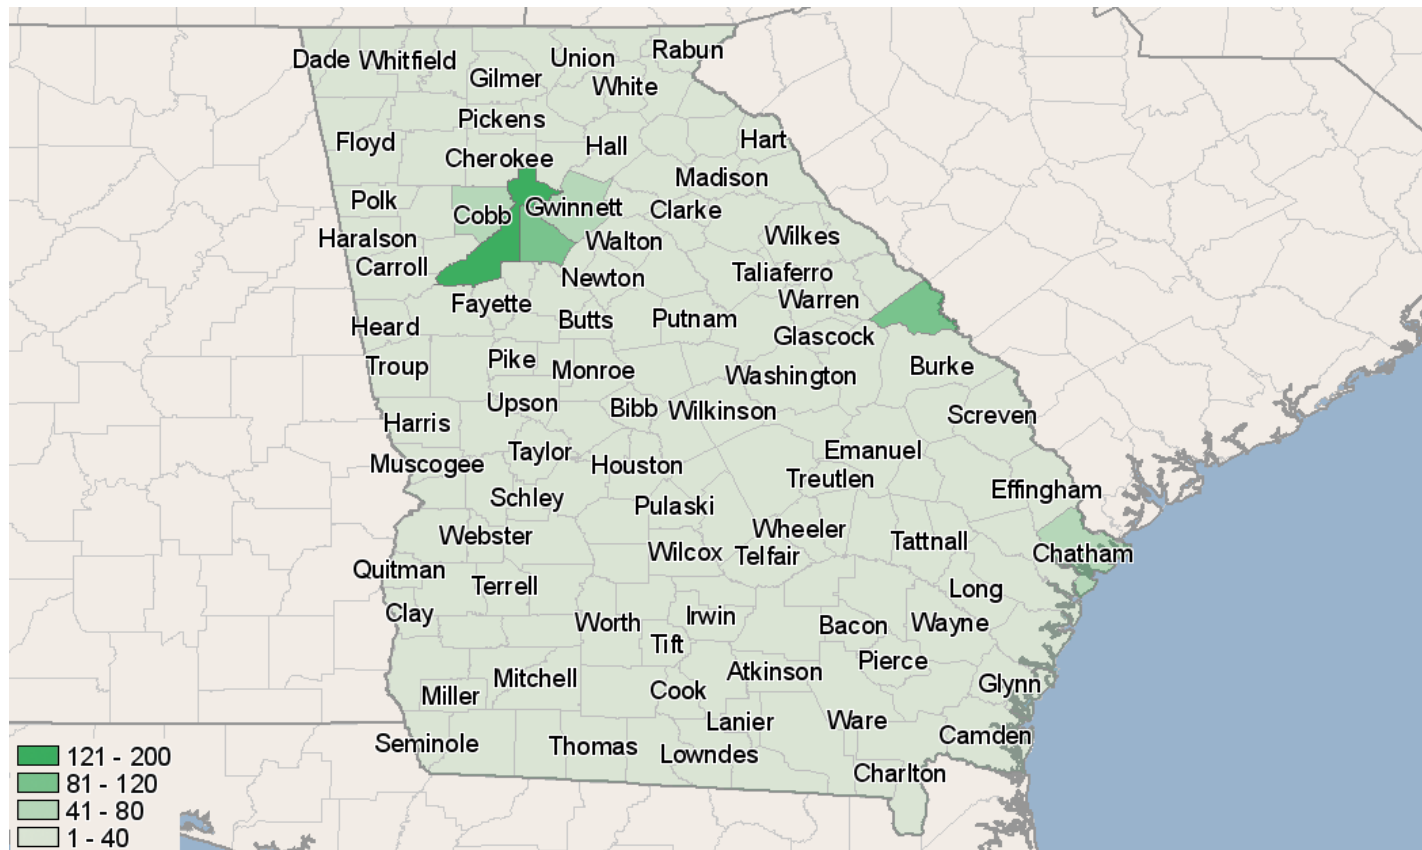 Dade Whitfield Union Rabun
Gilmer White
Pickens
Floyd Hall Hart
Cherokee
Madison
Polk Cobb Gwinnett Clarke
Haralson Walton Wilkes
Carroll Newton Taliaferro
Fayette Warren
Heard Butts Putnam Glascock
Troup Pike Monroe Washington Burke
Upson Bibb Wilkinson Screven
Harris
Muscogee Taylor Houston Emanuel
Treutlen
Schley Pulaski Effingham
Webster Wheeler Tattnall
Wilcox Telfair Chatham
Quitman Terrell Long
Clay Worth Irwin Bacon Wayne
Tift
Mitchell Atkinson Pierce
Miller Cook Glynn
Lanier Ware Camden
Seminole Thomas Lowndes
Charlton
121 - 200
81 - 120
41 - 80
1 - 40